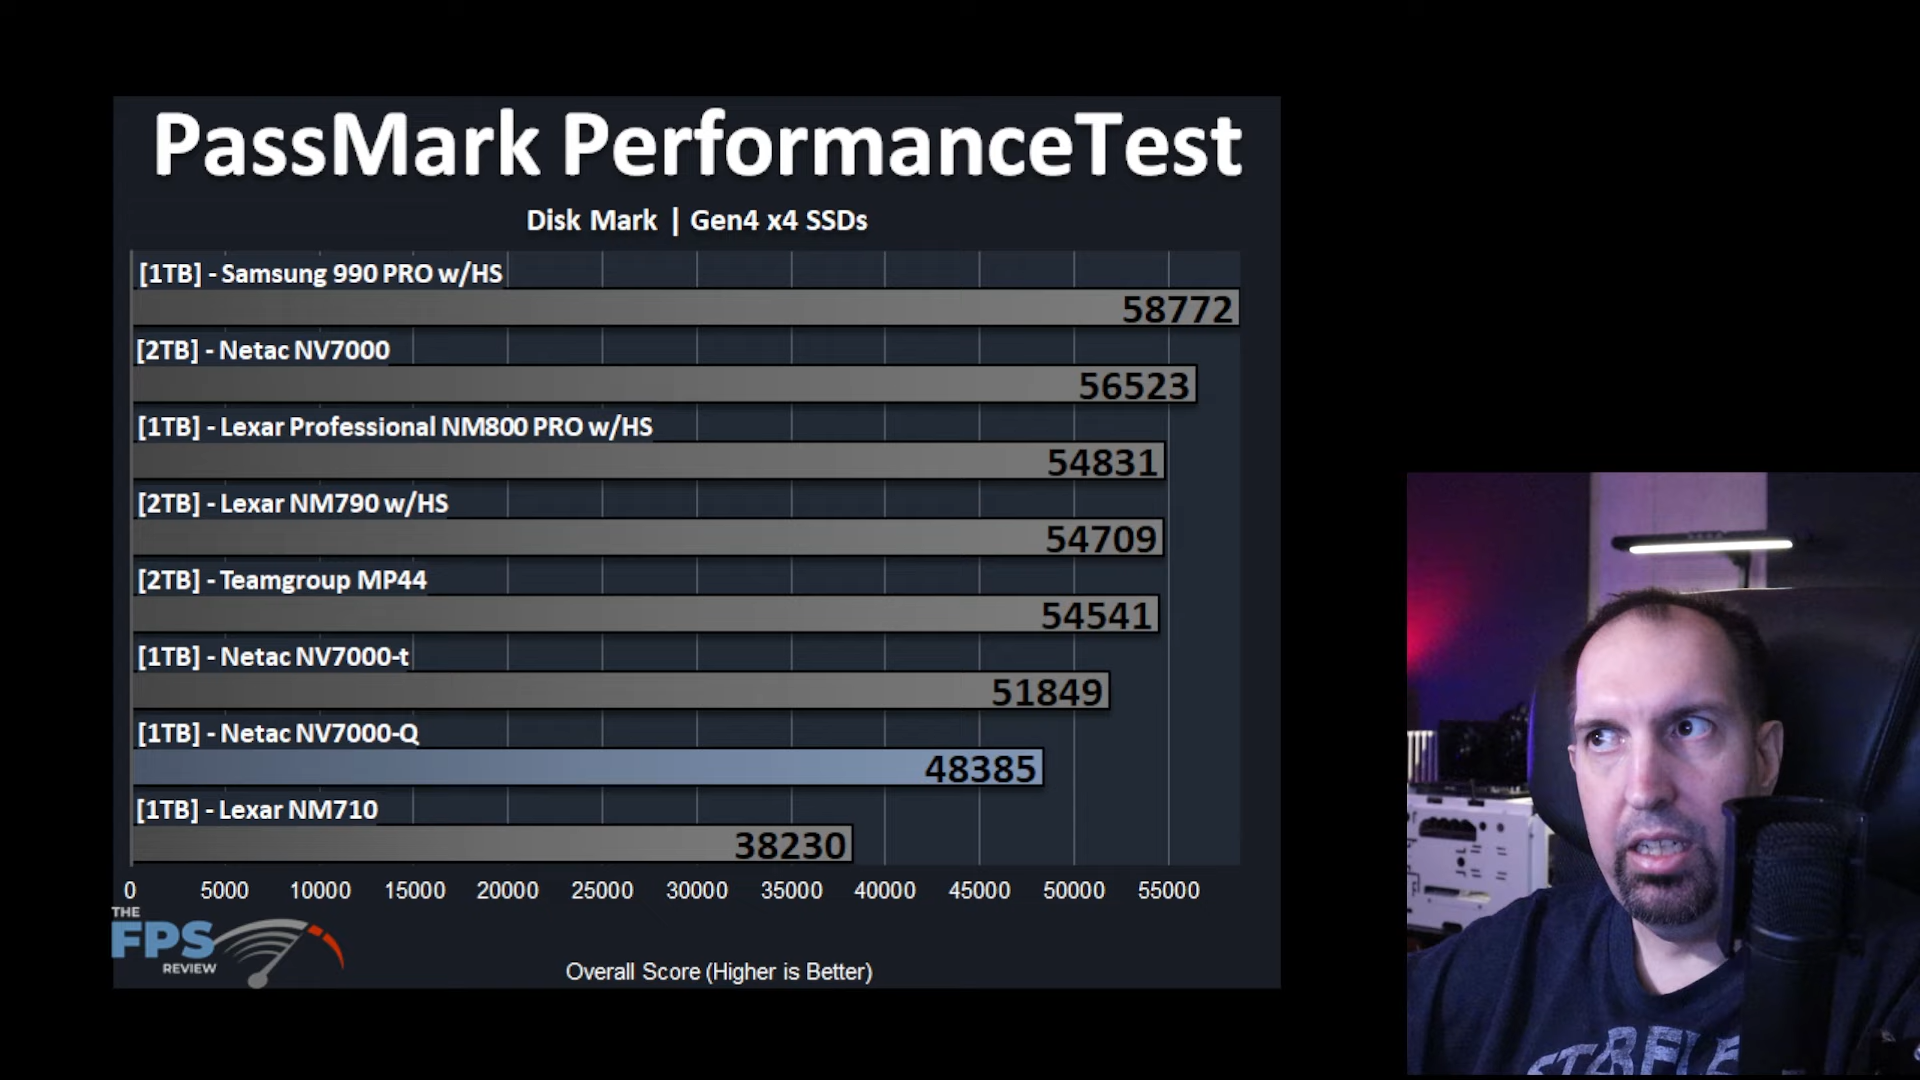 PassMark PerformanceTest
Disk Mark | Gen4 x4 SSDs
[1TB] - Samsung 990 PRO w/HS
58772
[2TB] - Netac NV7000
56523
[1TB] - Lexar Professional NM800 PRO w/HS
54831
[2TB] - Lexar NM790 w/HS
54709
[2TB] - Teamgroup MP44
54541
[1TB] - Netac NV7000-t
51849
[1TB] - Netac NV7000-Q
48385
[1TB] - Lexar NM710
38230
0 5000 10000 15000 20000 25000 30000 35000 40000 45000 50000 55000
THE
FPS
REVIEW
Overall Score (Higher is Better)